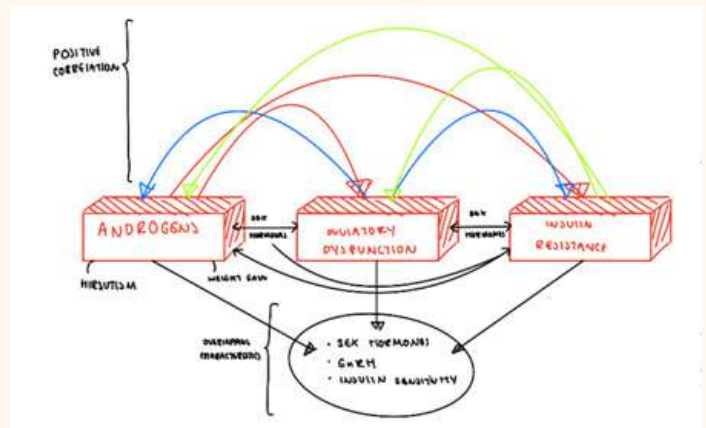 POSITIVE
CORRELATION
ANDROGENS
SEX
HORMONES
OVULATORY
DYSFUNCTION
SEX
HORMONES
INSULIN
RESISTANCE
HIRSUTISM
WEIGHT GAIN
OVERLAPPING
CHARACTERISTICS
· SEX HORMONES
· GnRH
· INSULIN SENSITIVITY